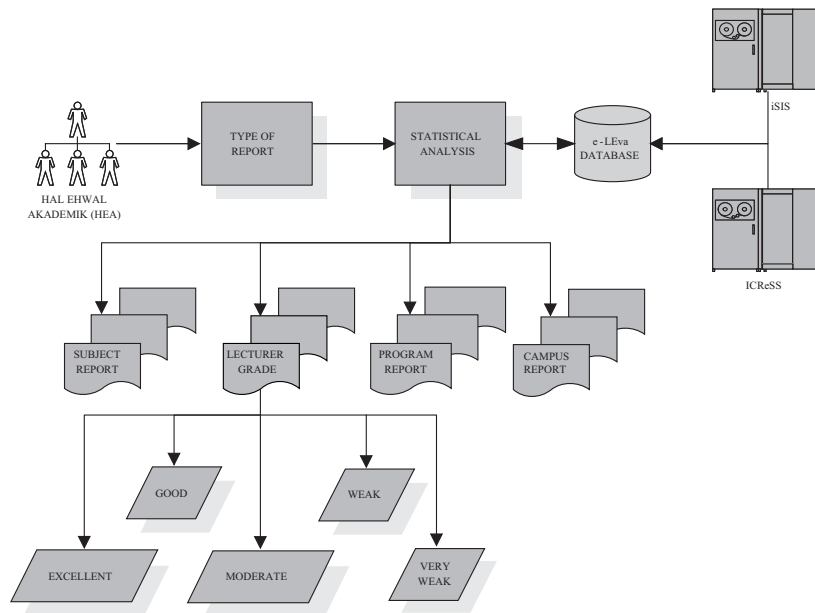 iSIS
TYPE OF
REPORT
STATISTICAL
ANALYSIS
e-LEva
DATABASE
HAL EHWAL
AKADEMIK (HEA)
ICReSS
SUBJECT
REPORT
LECTURER
GRADE
PROGRAM
REPORT
CAMPUS
REPORT
GOOD
WEAK
EXCELLENT
MODERATE
VERY
WEAK